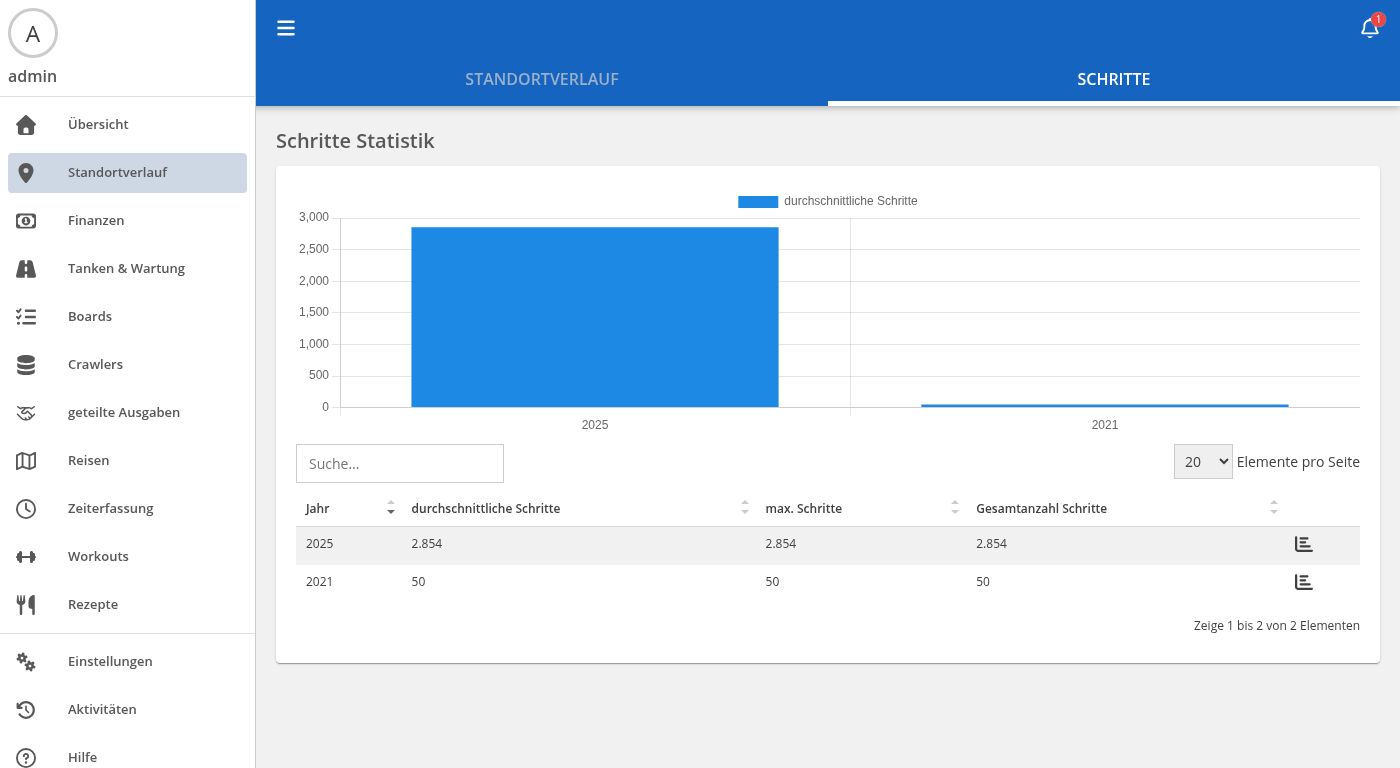 A
admin
Übersicht
Standortverlauf
Finanzen
Tanken & Wartung
Boards
Crawlers
geteilte Ausgaben
Reisen
Zeiterfassung
Workouts
Rezepte
Einstellungen
Aktivitäten
Hilfe
1
STANDORTVERLAUF SCHRITTE
Schritte Statistik
durchschnittliche Schritte
3,000
2,500
2,000
1,500
1,000
500
0
2025 2021
Suche... 20 Elemente pro Seite
Jahr durchschnittliche Schritte max. Schritte Gesamtanzahl Schritte
2025 2.854 2.854 2.854
2021 50 50 50
Zeige 1 bis 2 von 2 Elementen